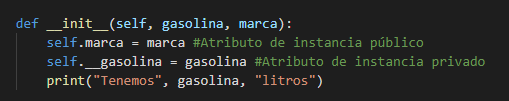 def __init__(self, gasolina, marca):
    self.marca = marca #Atributo de instancia público
    self.__gasolina = gasolina #Atributo de instancia privado
    print("Tenemos", gasolina, "litros")